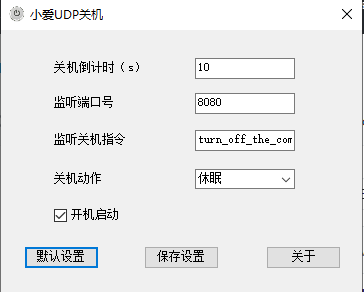 小爱UDP关机
关机倒计时（s） 10
监听端口号 8080
监听关机指令 turn_off_the_com
关机动作 休眠
开机启动
默认设置 保存设置 关于